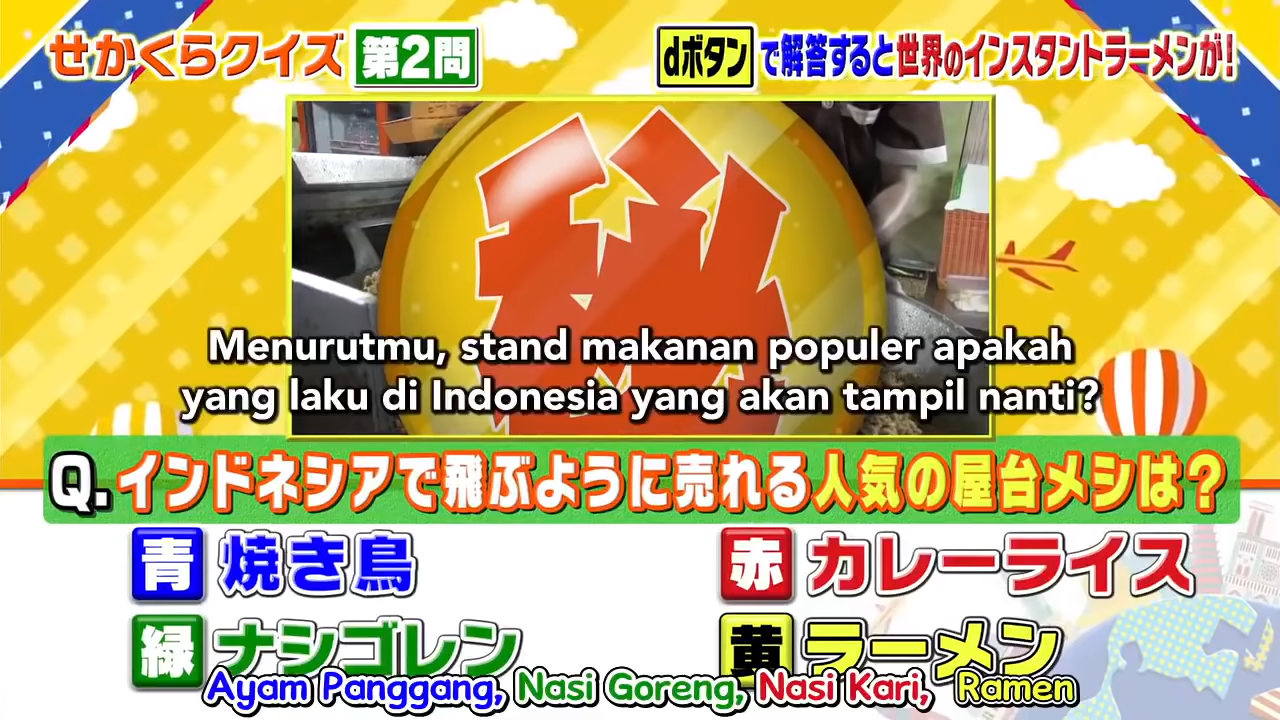 せかくらクイズ 第2問
dボタンで解答すると世界のインスタントラーメンが!
秘
Menurutmu, stand makanan populer apakah
yang laku di Indonesia yang akan tampil nanti?
Q.インドネシアで飛ぶように売れる人気の屋台メシは?
青 焼き鳥
赤 カレーライス
緑 ナシゴレン
黄 ラーメン
Ayam Panggang, Nasi Goreng, Nasi Kari, Ramen